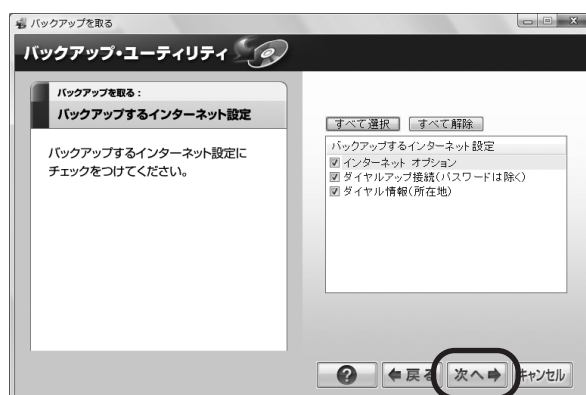 バックアップを取る
バックアップ・ユーティリティ
バックアップを取る：
バックアップするインターネット設定
バックアップするインターネット設定に
チェックをつけてください。
すべて選択 すべて解除
バックアップするインターネット設定
インターネット オプション
ダイヤルアップ接続(パスワードは除く)
ダイヤル情報(所在地)
? 戻る 次へ キャンセル